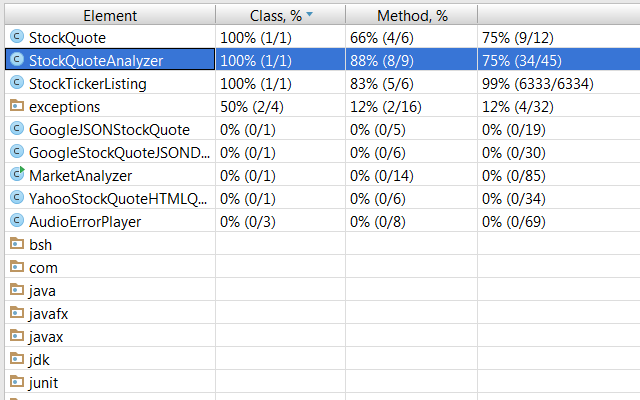 Element Class, % Method, %
StockQuote 100% (1/1) 66% (4/6) 75% (9/12)
StockQuoteAnalyzer 100% (1/1) 88% (8/9) 75% (34/45)
StockTickerListing 100% (1/1) 83% (5/6) 99% (6333/6334)
exceptions 50% (2/4) 12% (2/16) 12% (4/32)
GoogleJSONStockQuote 0% (0/1) 0% (0/5) 0% (0/19)
GoogleStockQuoteJSOND... 0% (0/1) 0% (0/6) 0% (0/30)
MarketAnalyzer 0% (0/1) 0% (0/14) 0% (0/85)
YahooStockQuoteHTMLQ... 0% (0/1) 0% (0/6) 0% (0/34)
AudioErrorPlayer 0% (0/3) 0% (0/8) 0% (0/69)
bsh
com
java
javafx
javax
jdk
junit